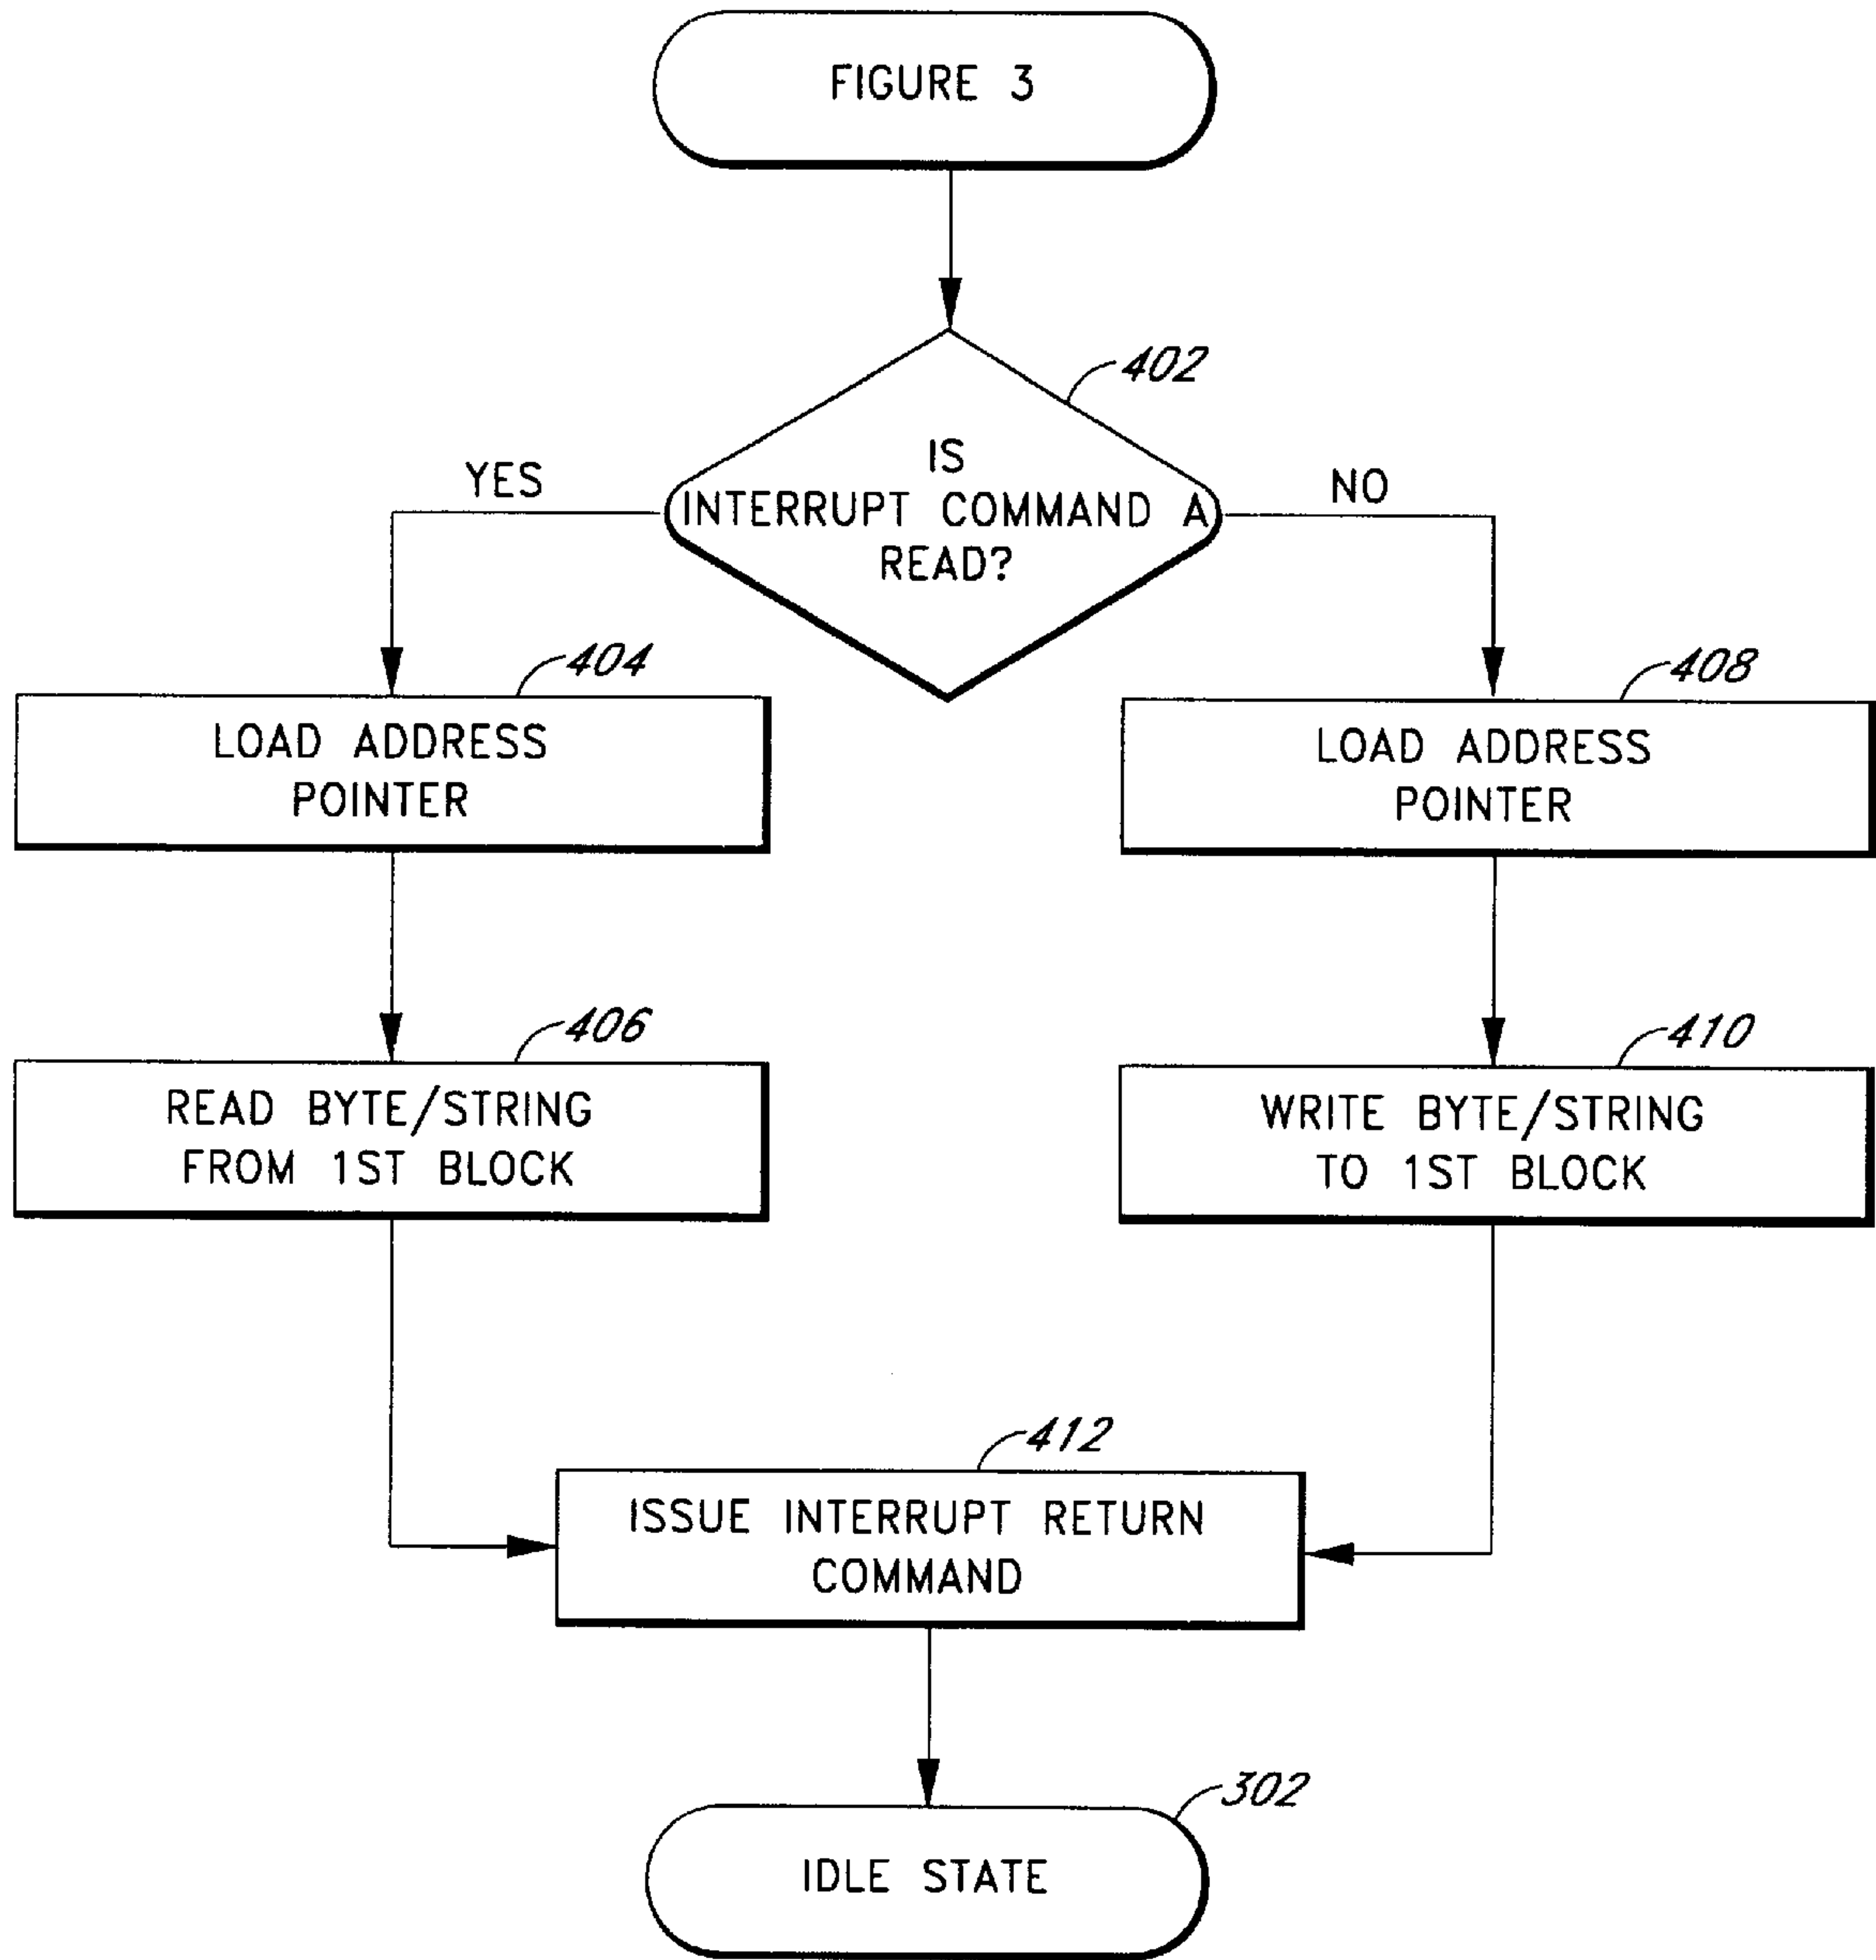 FIGURE 3
402
IS
INTERRUPT COMMAND A
READ?
YES
NO
404
LOAD ADDRESS
POINTER
408
LOAD ADDRESS
POINTER
406
READ BYTE/STRING
FROM 1ST BLOCK
410
WRITE BYTE/STRING
TO 1ST BLOCK
412
ISSUE INTERRUPT RETURN
COMMAND
302
IDLE STATE